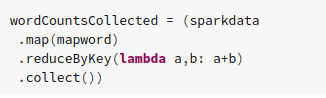 wordCountsCollected = (sparkdata
.map(mapword)
.reduceByKey(lambda a,b: a+b)
.collect())